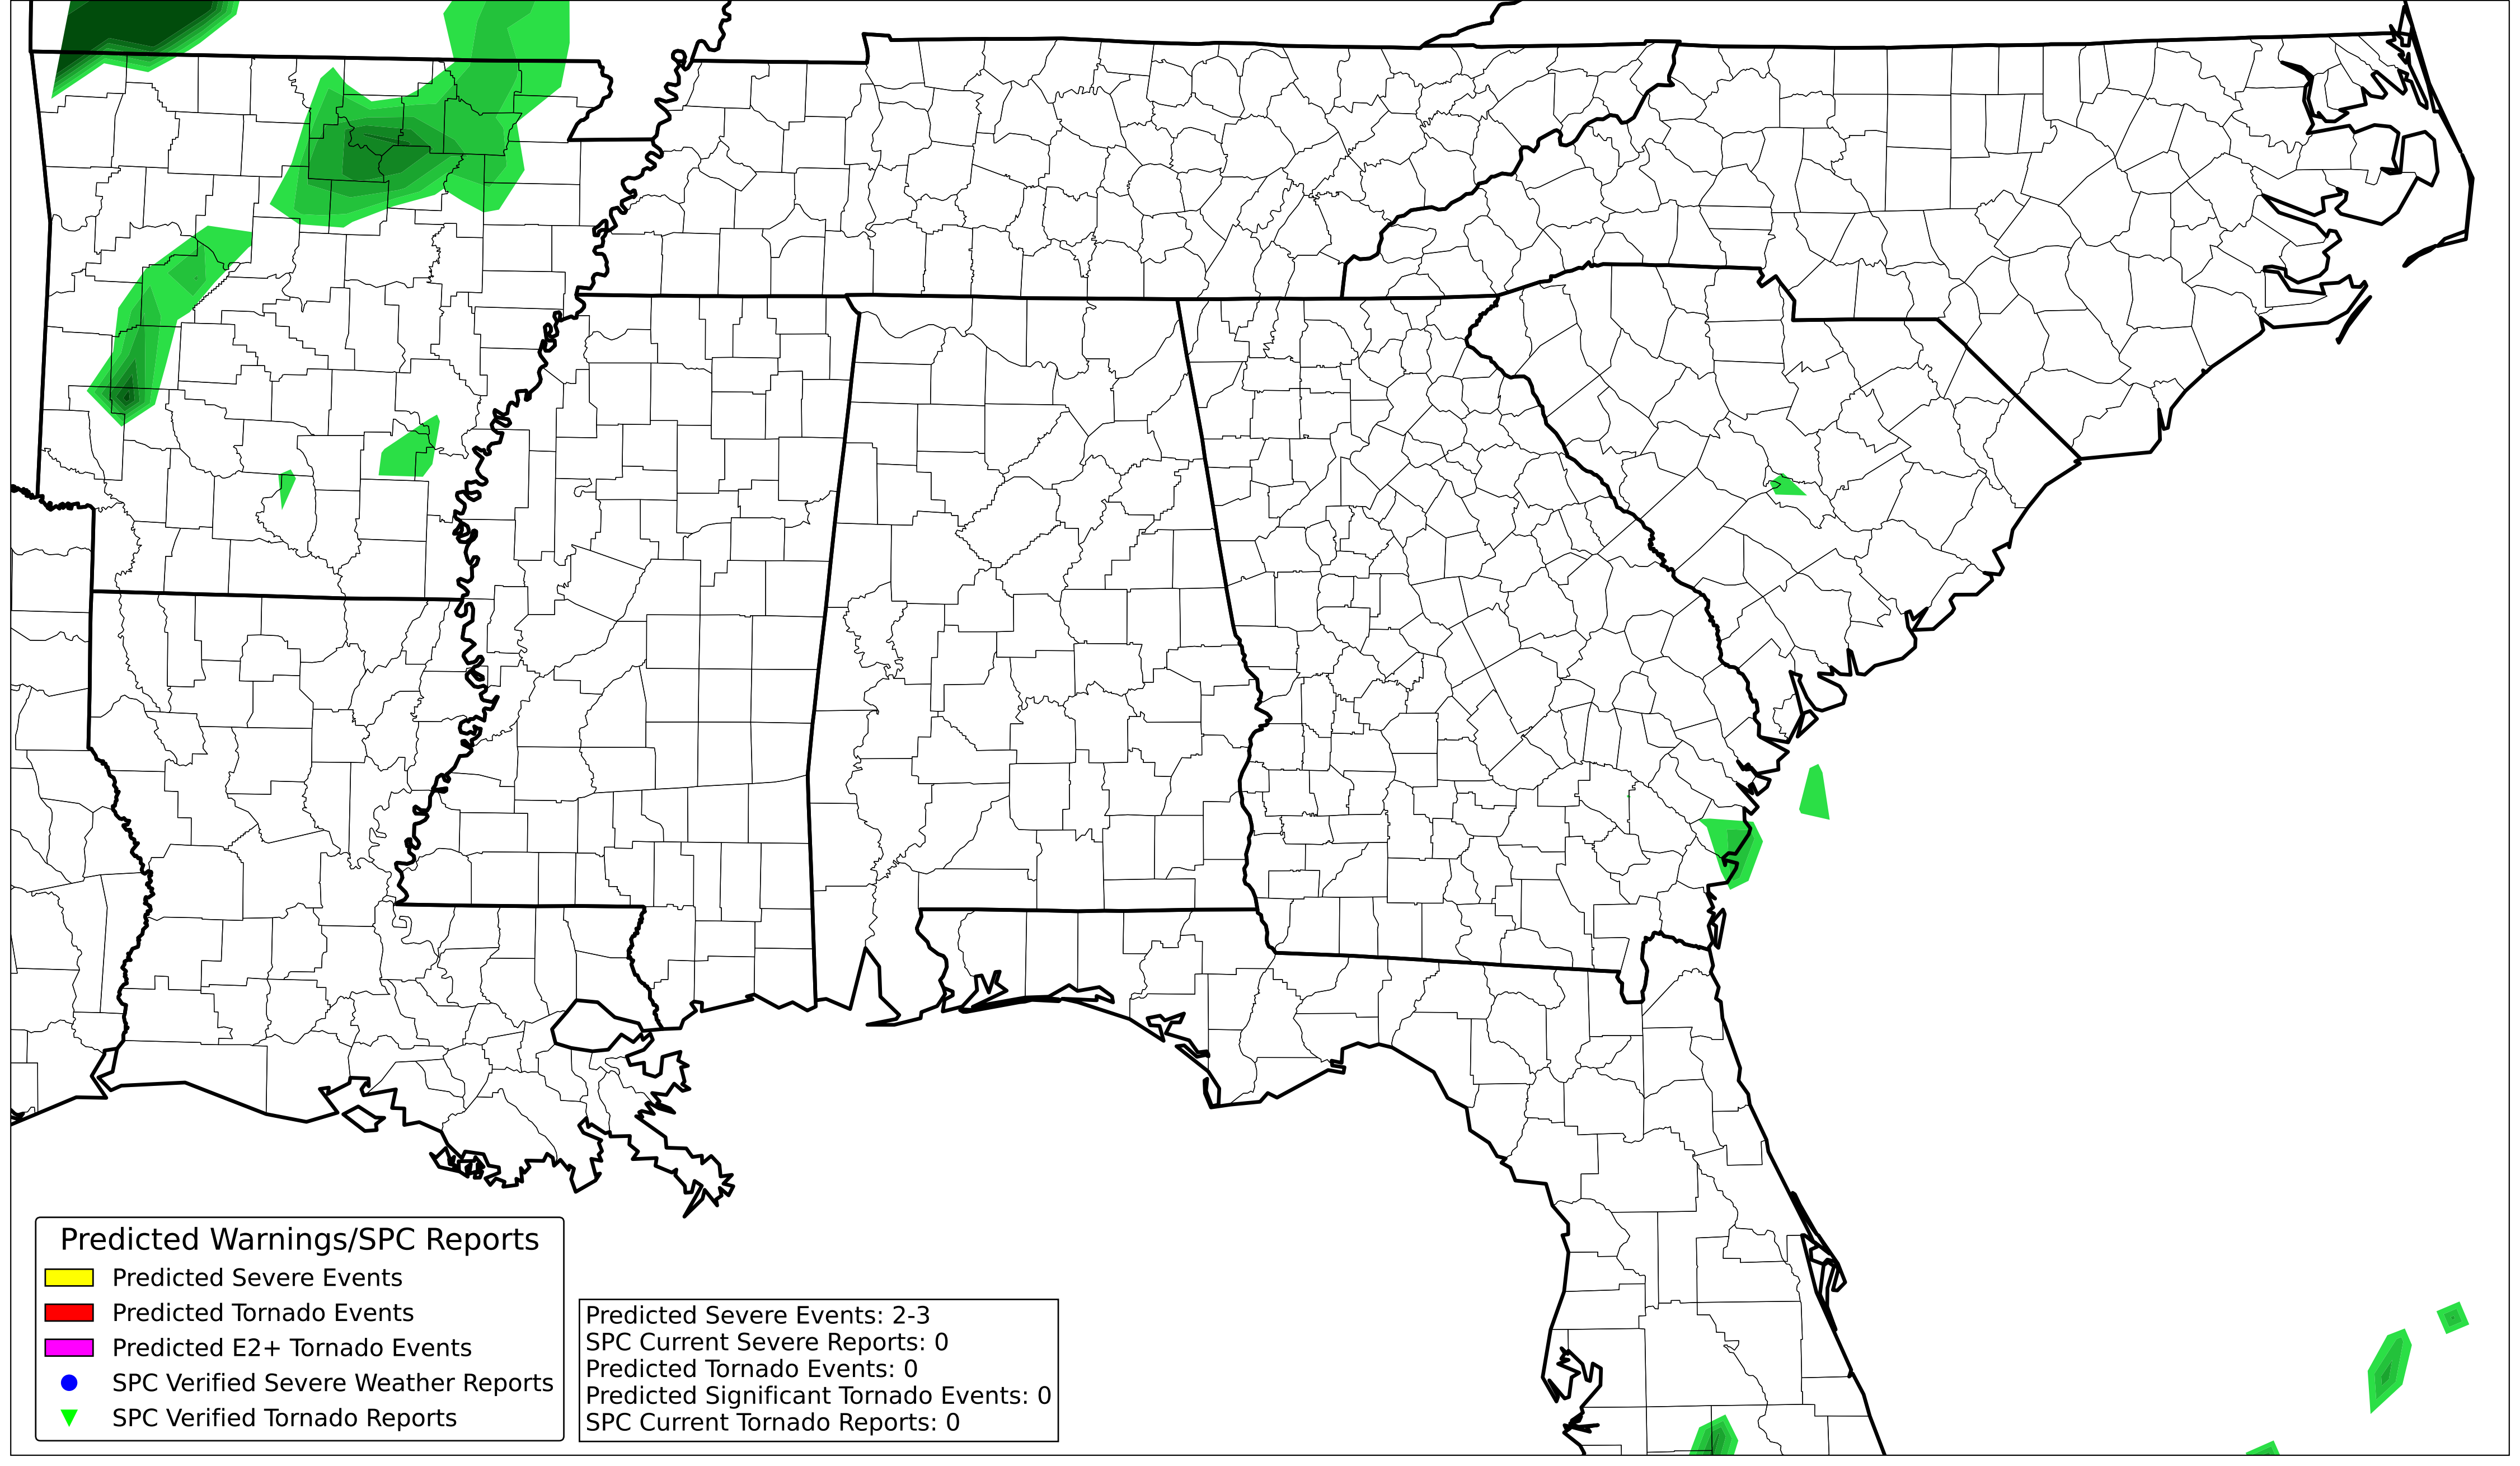 Predicted Warnings/SPC Reports
Predicted Severe Events
Predicted Tornado Events
Predicted E2+ Tornado Events
SPC Verified Severe Weather Reports
SPC Verified Tornado Reports
Predicted Severe Events: 2-3
SPC Current Severe Reports: 0
Predicted Tornado Events: 0
Predicted Significant Tornado Events: 0
SPC Current Tornado Reports: 0